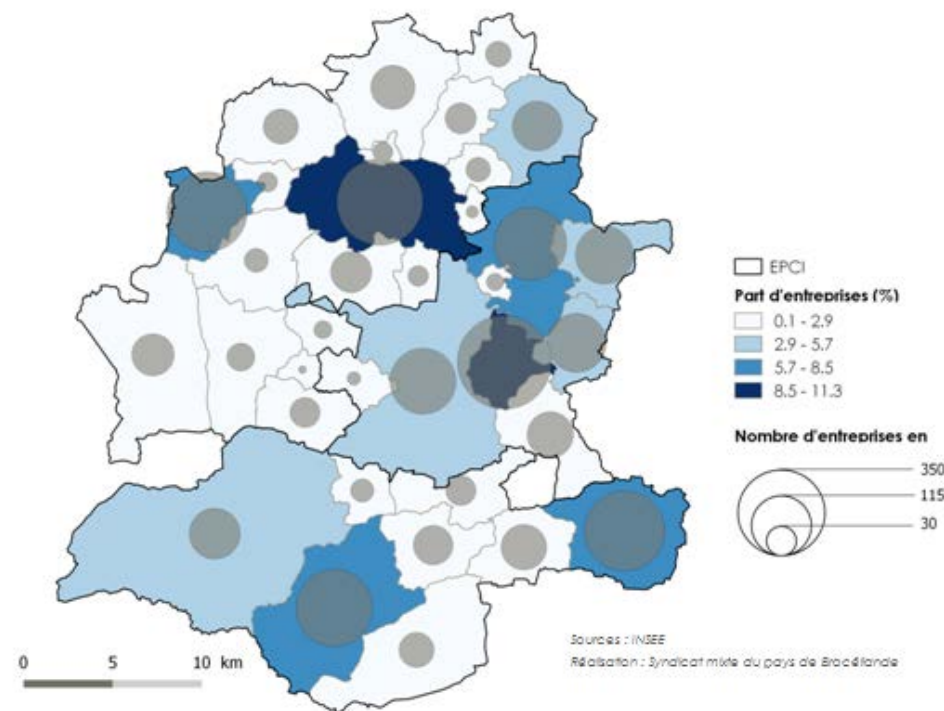 EPCI
Part d'entreprises (%)
0.1 - 2.9
2.9 - 5.7
5.7 - 8.5
8.5 - 11.3
Nombre d'entreprises en
350
115
30
0 5 10 km
Sources : INSEE
Réalisation : Syndicat mixte du pays de Brocéliande